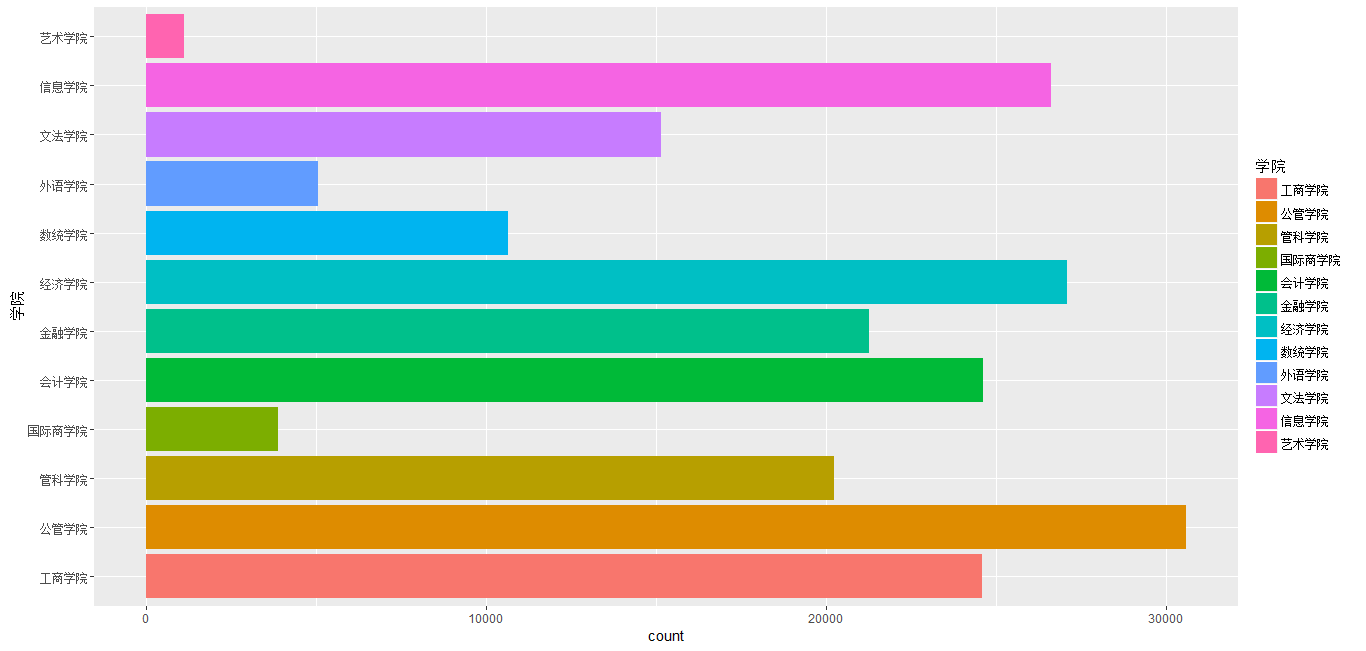 艺术学院
信息学院
文法学院
外语学院
数统学院
经济学院
金融学院
会计学院
国际商学院
管科学院
公管学院
工商学院
学院
0
10000
20000
30000
count
学院
工商学院
公管学院
管科学院
国际商学院
会计学院
金融学院
经济学院
数统学院
外语学院
文法学院
信息学院
艺术学院